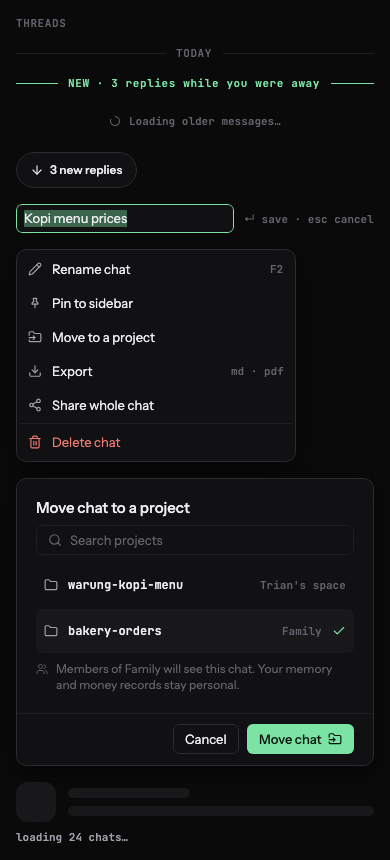 THREADS
TODAY
NEW · 3 replies while you were away
Loading older messages…
3 new replies
Kopi menu prices
↵ save · esc cancel
Rename chat F2
Pin to sidebar
Move to a project
Export md · pdf
Share whole chat
Delete chat
Move chat to a project
Search projects
warung-kopi-menu Trian's space
bakery-orders Family
Members of Family will see this chat. Your memory
and money records stay personal.
Cancel Move chat
loading 24 chats…